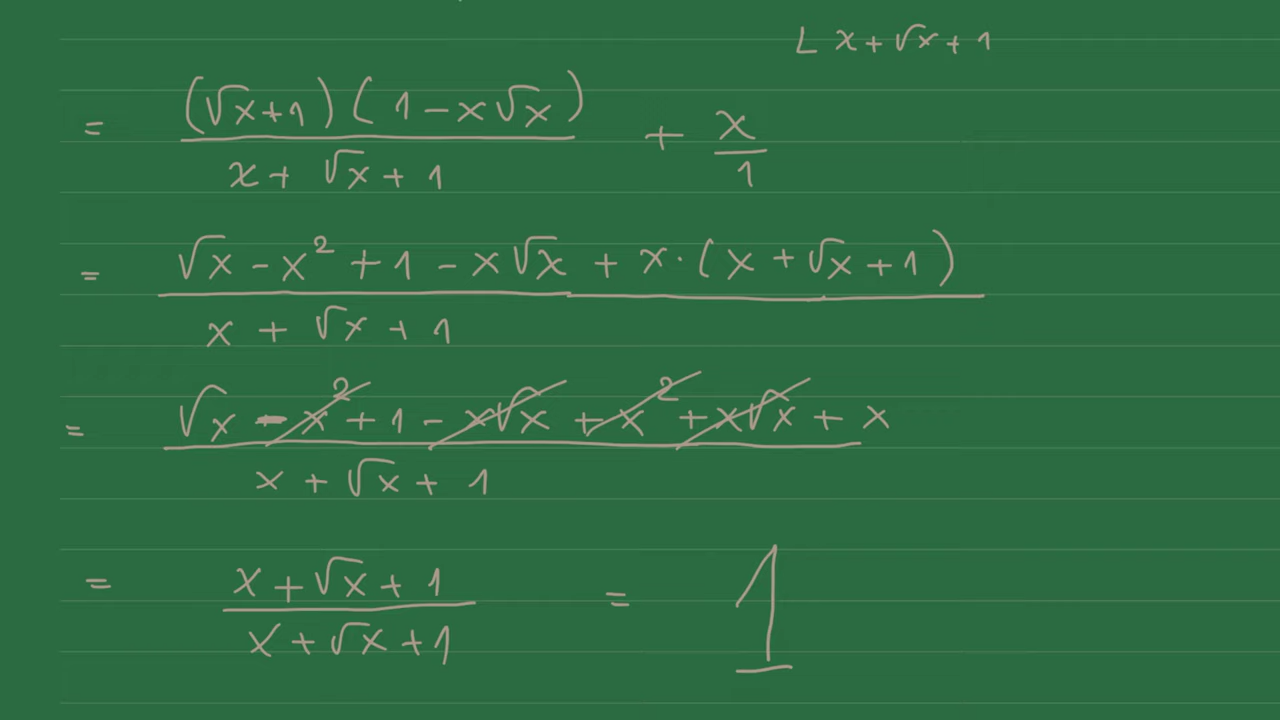 [ x + √x + 1
= (√x+1)(1-x√x) / x + √x + 1 + x/1
= √x - x² + 1 - x√x + x·(x + √x + 1) / x + √x + 1
= √x - x² + 1 - x√x + x² + x√x + x / x + √x + 1
= x + √x + 1 / x + √x + 1 = 1